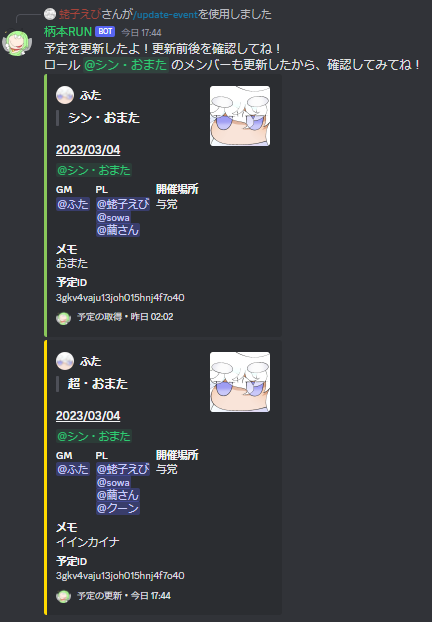 蛯子えびさんが/update-eventを使用しました
柄本RUN BOT 今日 17:44
予定を更新したよ！更新前後を確認してね！
ロール @シン・おまた のメンバーも更新したから、確認してみてね！
ふた
シン・おまた
2023/03/04
@シン・おまた
GM PL 開催場所
@ふた @蛯子えび 与党
@sowa
@繭さん
メモ
おまた
予定ID
3gkv4vaju13joh015hnj4f7o40
予定の取得・昨日 02:02
ふた
超・おまた
2023/03/04
@シン・おまた
GM PL 開催場所
@ふた @蛯子えび 与党
@sowa
@繭さん
@クーン
メモ
イインカイナ
予定ID
3gkv4vaju13joh015hnj4f7o40
予定の更新・今日 17:44